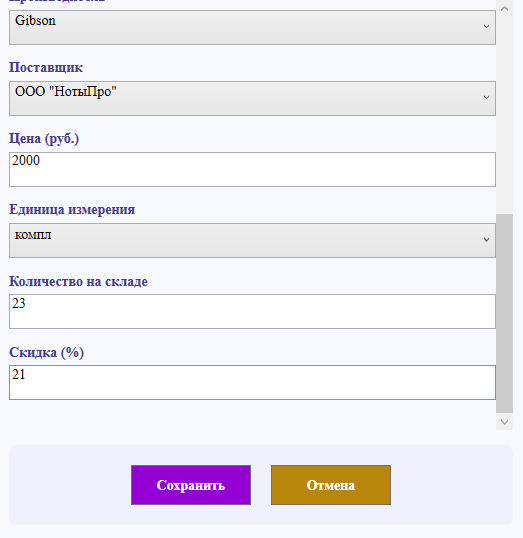 Gibson
Поставщик
ООО "НотыПро"
Цена (руб.)
2000
Единица измерения
компл
Количество на складе
23
Скидка (%)
21
Сохранить
Отмена